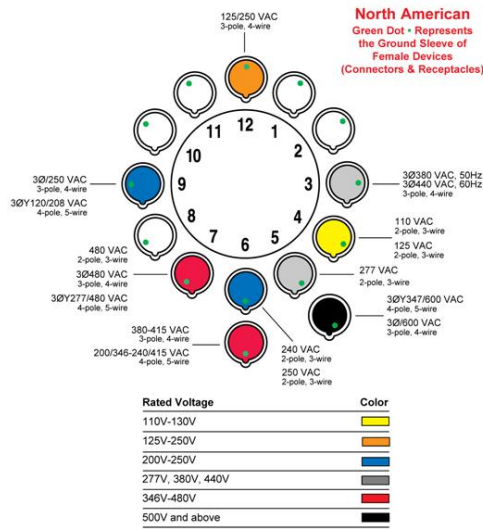 North American
Green Dot • Represents
the Ground Sleeve of
Female Devices
(Connectors & Receptacles)
125/250 VAC
3-pole, 4-wire
12
1
2
3
4
5
6
7
8
9
10
11
3Ø380 VAC, 50Hz
3Ø440 VAC, 60Hz
3-pole, 4-wire
110 VAC
2-pole, 3-wire
125 VAC
2-pole, 3-wire
277 VAC
2-pole, 3-wire
3ØY347/600 VAC
4-pole, 5-wire
3Ø/600 VAC
3-pole, 4-wire
240 VAC
2-pole, 3-wire
250 VAC
2-pole, 3-wire
380-415 VAC
3-pole, 4-wire
200/346-240/415 VAC
4-pole, 5-wire
480 VAC
2-pole, 3-wire
3Ø480 VAC
3-pole, 4-wire
3ØY277/480 VAC
4-pole, 5-wire
3Ø/250 VAC
3-pole, 4-wire
3ØY120/208 VAC
4-pole, 5-wire
Rated Voltage Color
110V-130V
125V-250V
200V-250V
277V, 380V, 440V
346V-480V
500V and above